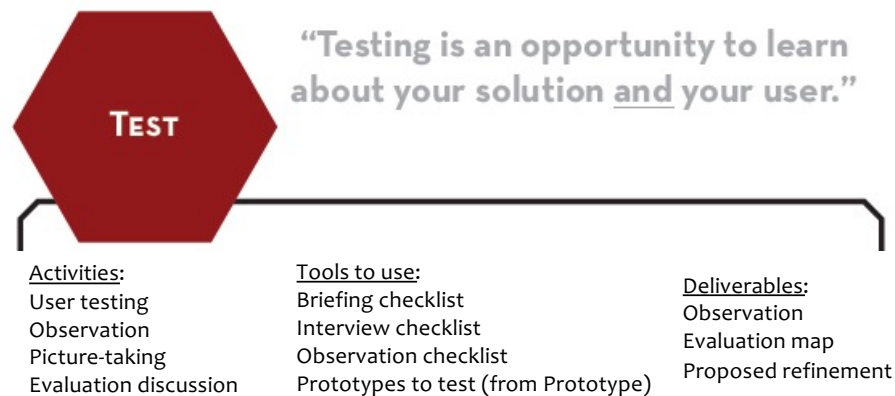 TEST
“Testing is an opportunity to learn
about your solution and your user.”
Activities:
User testing
Observation
Picture-taking
Evaluation discussion
Tools to use:
Briefing checklist
Interview checklist
Observation checklist
Prototypes to test (from Prototype)
Deliverables:
Observation
Evaluation map
Proposed refinement